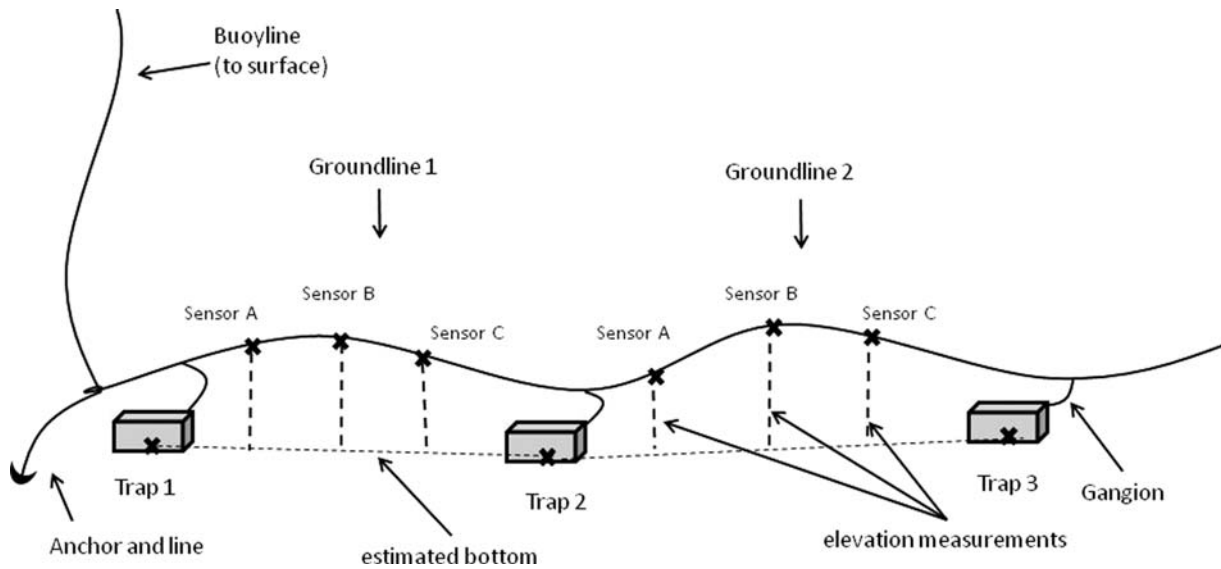 Buoyline
(to surface)
Groundline 1
Groundline 2
Sensor A
Sensor B
Sensor C
Sensor A
Sensor B
Sensor C
Trap 1
Trap 2
Trap 3
Gangion
Anchor and line
estimated bottom
elevation measurements